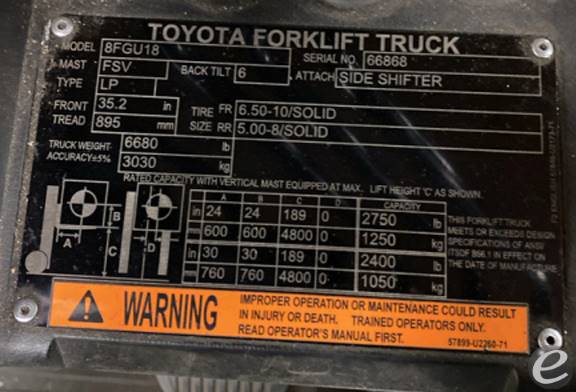 TOYOTA FORKLIFT TRUCK
MODEL 8FGU18 SERIAL NO. 66868
MAST FSV BACK TILT 6 ATTACH SIDE SHIFTER
TYPE LP
FRONT TREAD 35.2 in TIRE SIZE FR 6.50-10/SOLID
895 mm RR 5.00-8/SOLID
TRUCK WEIGHT 6680 lb
ACCURACY±5% 3030 kg
RATED CAPACITY WITH VERTICAL MAST EQUIPPED AT MAX. LIFT HEIGHT 'C' AS SHOWN.
A B C D CAPACITY
in 24 24 189 0 2750 lb
mm 600 600 4800 0 1250 kg
in 30 30 189 0 2400 lb
mm 760 760 4800 0 1050 kg
A B C D
THIS FORKLIFT TRUCK
MEETS OR EXCEEDS DESIGN
SPECIFICATIONS OF ANSI/
ITSDF B56.1 IN EFFECT ON
THE DATE OF MANUFACTURE
WARNING
IMPROPER OPERATION OR MAINTENANCE COULD RESULT
IN INJURY OR DEATH. TRAINED OPERATORS ONLY.
READ OPERATOR'S MANUAL FIRST.
57899-U2260-71
e